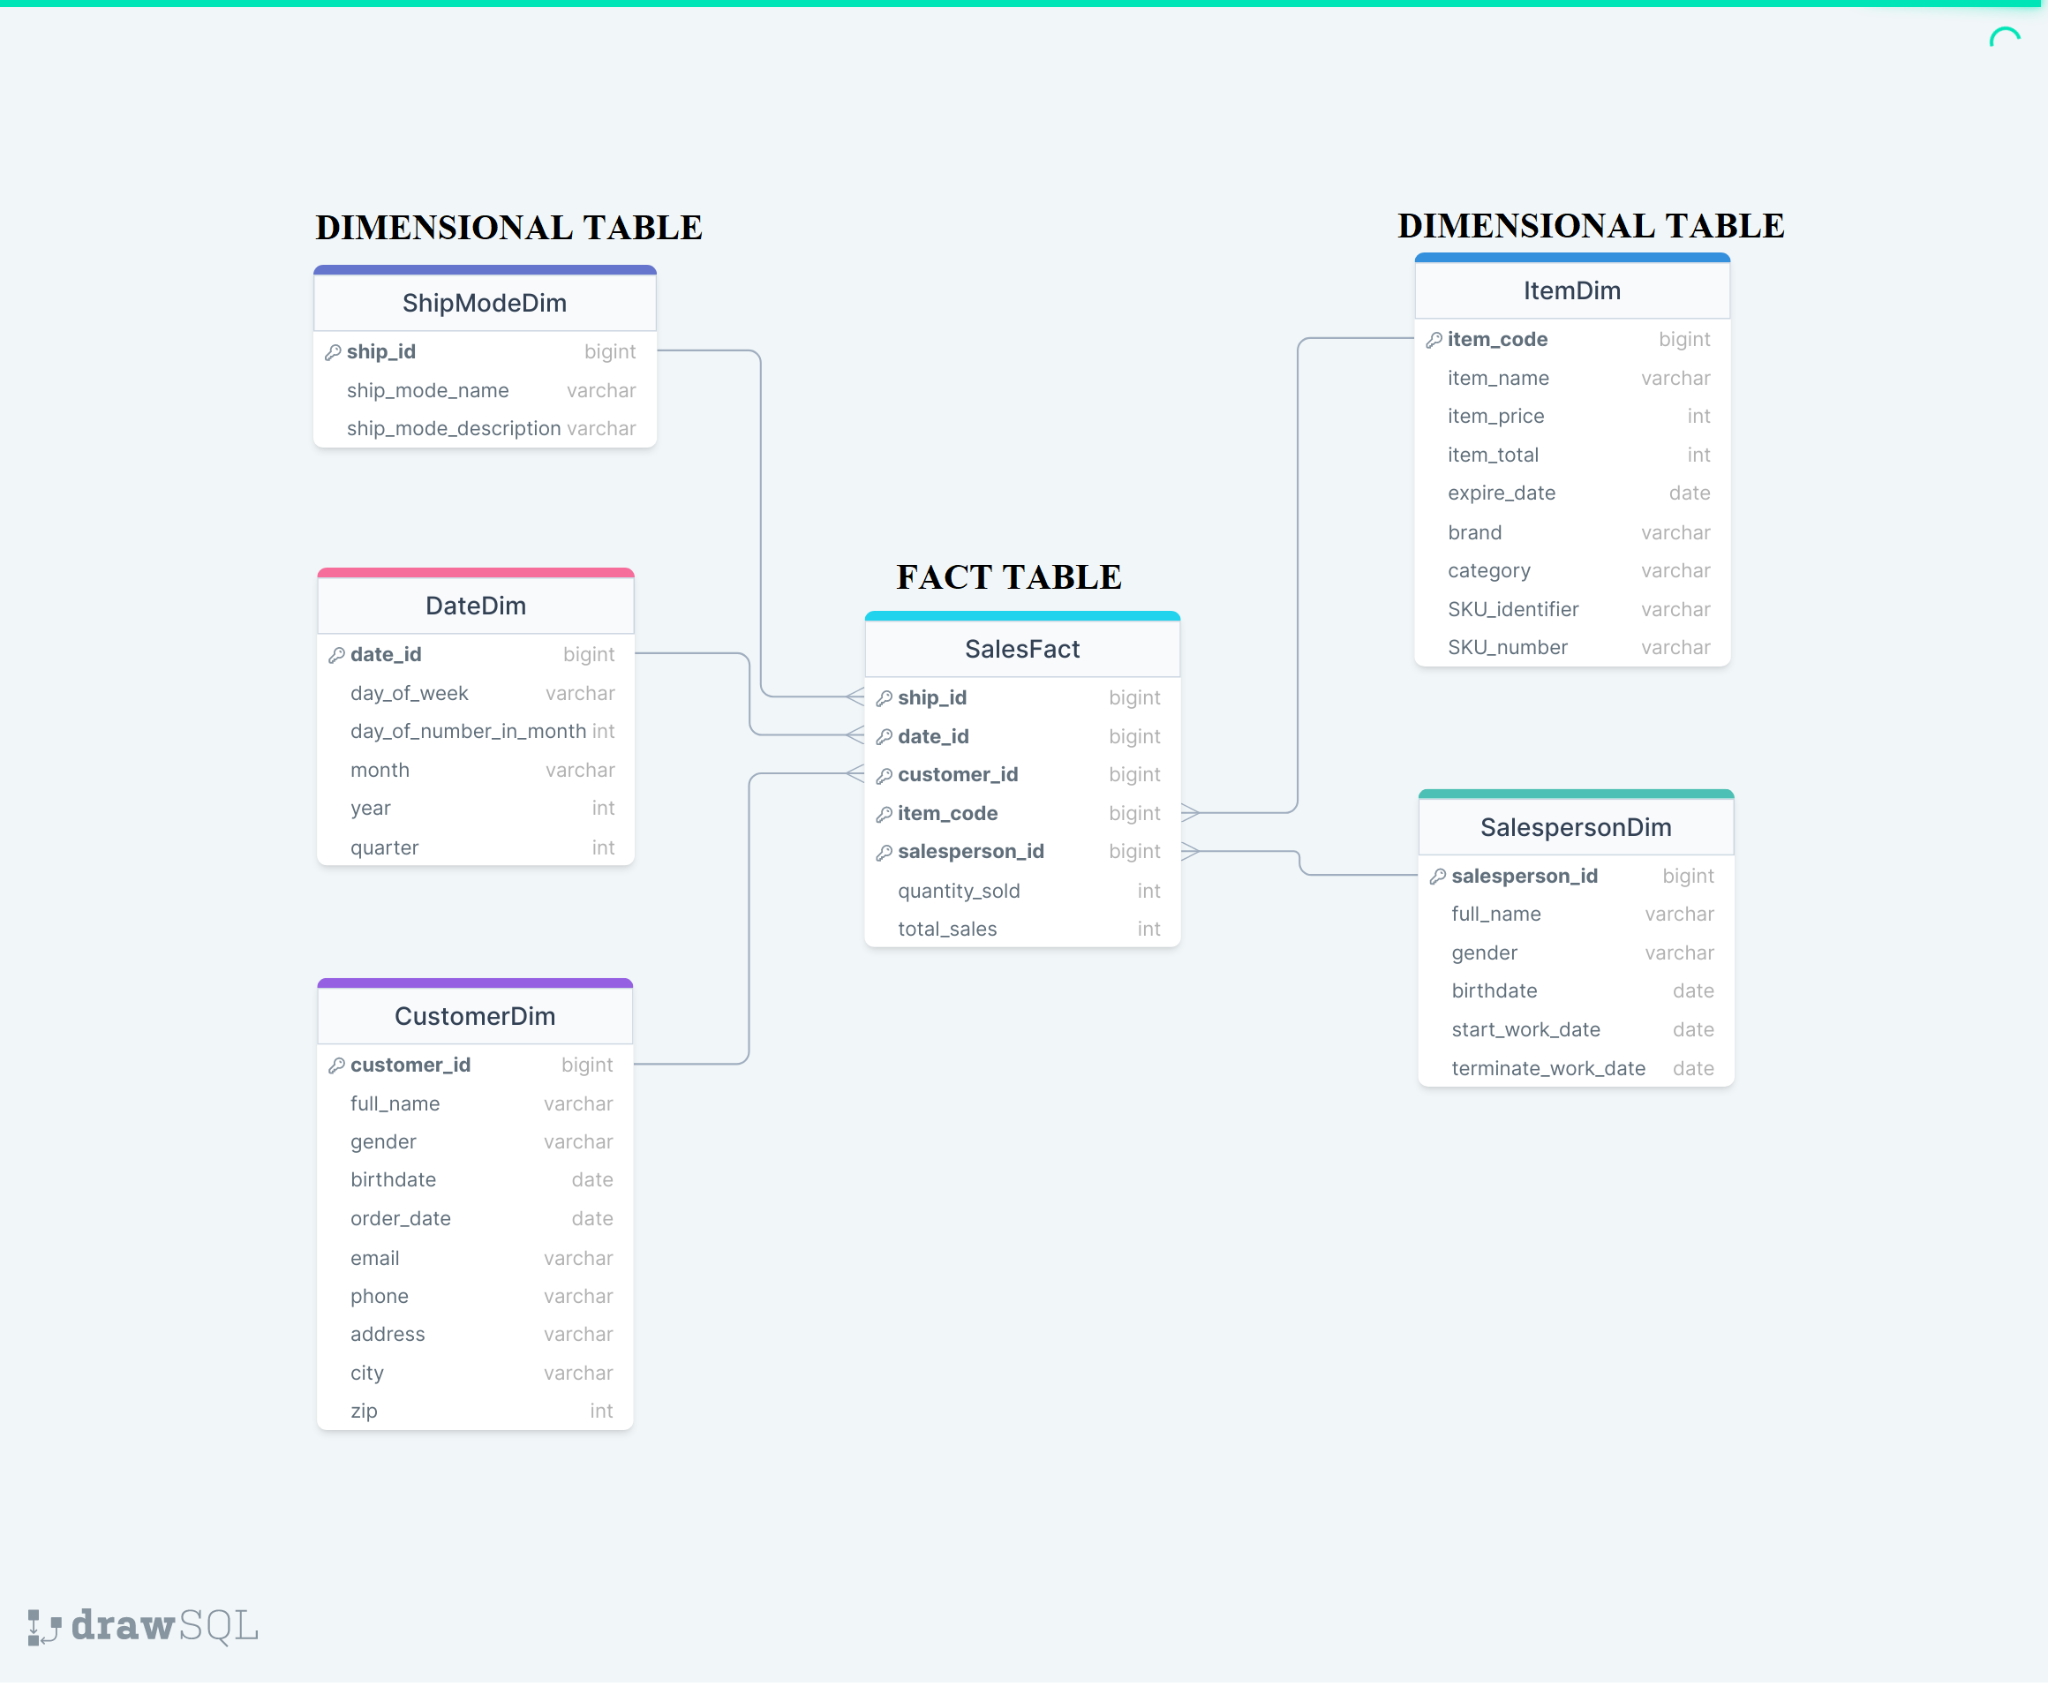 DIMENSIONAL TABLE
ShipModeDim
ship_id bigint
ship_mode_name varchar
ship_mode_description varchar
DateDim
date_id bigint
day_of_week varchar
day_of_number_in_month int
month varchar
year int
quarter int
CustomerDim
customer_id bigint
full_name varchar
gender varchar
birthdate date
order_date date
email varchar
phone varchar
address varchar
city varchar
zip int
FACT TABLE
SalesFact
ship_id bigint
date_id bigint
customer_id bigint
item_code bigint
salesperson_id bigint
quantity_sold int
total_sales int
DIMENSIONAL TABLE
ItemDim
item_code bigint
item_name varchar
item_price int
item_total int
expire_date date
brand varchar
category varchar
SKU_identifier varchar
SKU_number varchar
SalespersonDim
salesperson_id bigint
full_name varchar
gender varchar
birthdate date
start_work_date date
terminate_work_date date
drawSQL